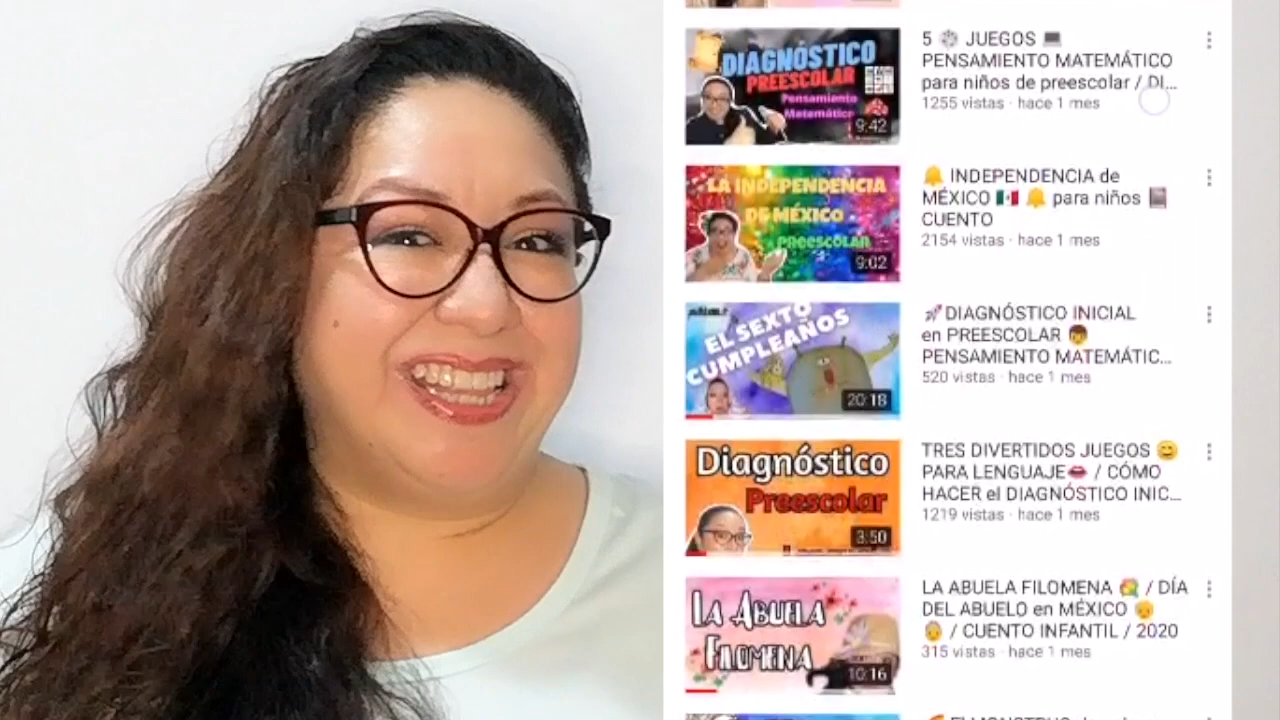 DIAGNÓSTICO
PREESCOLAR
Pensamiento
Matemático
9:42
5 JUEGOS
PENSAMIENTO MATEMÁTICO
para niños de preescolar / DI...
1255 vistas · hace 1 mes
LA INDEPENDENCIA
DE MÉXICO
PREESCOLAR
9:02
🔔 INDEPENDENCIA de
MÉXICO 🇲🇽 🔔 para niños 📔
CUENTO
2154 vistas · hace 1 mes
EL SEXTO
CUMPLEAÑOS
20:18
🚀DIAGNÓSTICO INICIAL
en PREESCOLAR 👦
PENSAMIENTO MATEMÁTIC...
520 vistas · hace 1 mes
Diagnóstico
Preescolar
3:50
TRES DIVERTIDOS JUEGOS 😊
PARA LENGUAJE👄 / CÓMO
HACER el DIAGNÓSTICO INIC...
1219 vistas · hace 1 mes
LA ABUELA
FILOMENA
10:16
LA ABUELA FILOMENA 💐 / DÍA
DEL ABUELO en MÉXICO 👴
👵 / CUENTO INFANTIL / 2020
315 vistas · hace 1 mes